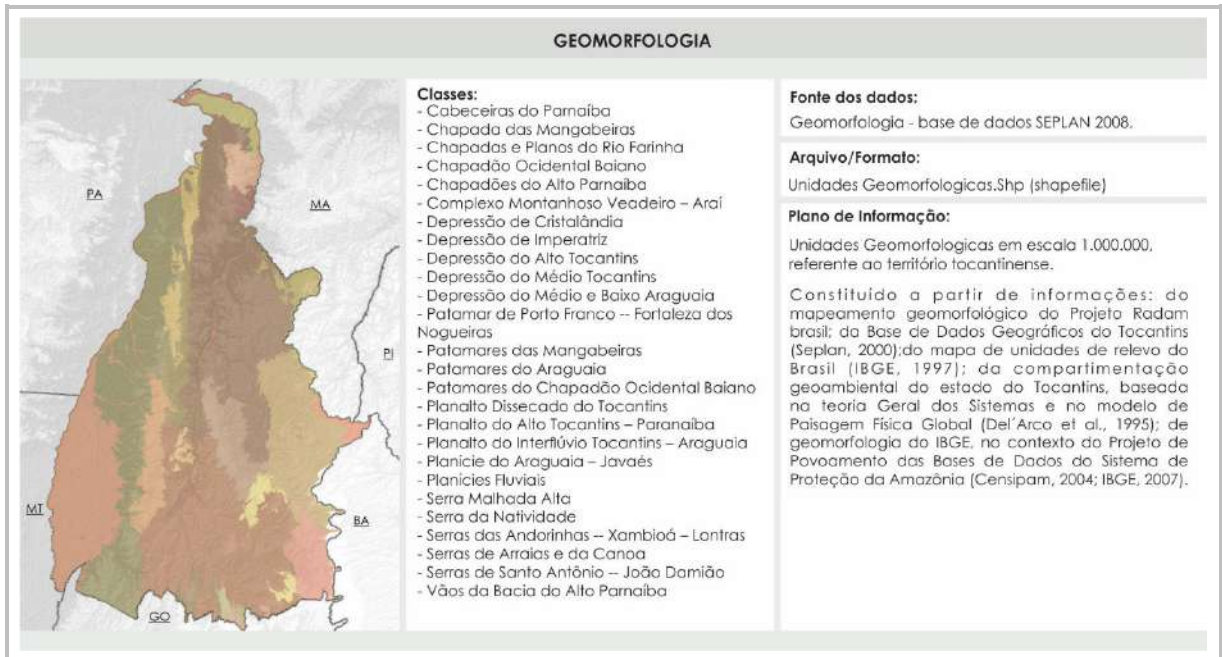 GEOMORFOLOGIA
PA
MA
PI
MT
BA
GO
Classes:
- Cabeceiras do Parnaíba
- Chapada das Mangabeiras
- Chapadas e Planos do Rio Farinha
- Chapadão Ocidental Baiano
- Chapadões do Alto Parnaíba
- Complexo Montanhoso Veadeiro – Araí
- Depressão de Cristalândia
- Depressão de Imperatriz
- Depressão do Alto Tocantins
- Depressão do Médio Tocantins
- Depressão do Médio e Baixo Araguaia
- Patamar de Porto Franco -- Fortaleza dos
Nogueiras
- Patamares das Mangabeiras
- Patamares do Araguaia
- Patamares do Chapadão Ocidental Baiano
- Planalto Dissecado do Tocantins
- Planalto do Alto Tocantins – Paranaíba
- Planalto do Interflúvio Tocantins – Araguaia
- Planície do Araguaia – Javaés
- Planícies Fluviais
- Serra Malhada Alta
- Serra da Natividade
- Serras das Andorinhas -- Xambioá – Lontras
- Serras de Arraias e da Canoa
- Serras de Santo Antônio -- João Damião
- Vãos da Bacia do Alto Parnaíba
Fonte dos dados:
Geomorfologia - base de dados SEPLAN 2008.
Arquivo/Formato:
Unidades Geomorfologicas.Shp (shapefile)
Plano de Informação:
Unidades Geomorfologicas em escala 1.000.000,
referente ao território tocantinense.
Constituído a partir de informações: do
mapeamento geomorfológico do Projeto Radam
brasil; da Base de Dados Geográficos do Tocantins
(Seplan, 2000);do mapa de unidades de relevo do
Brasil (IBGE, 1997); da compartimentação
geoambiental do estado do Tocantins, baseada
na teoria Geral dos Sistemas e no modelo de
Paisagem Física Global (Del´Arco et al., 1995); de
geomorfologia do IBGE, no contexto do Projeto de
Povoamento das Bases de Dados do Sistema de
Proteção da Amazônia (Censipam, 2004; IBGE, 2007).